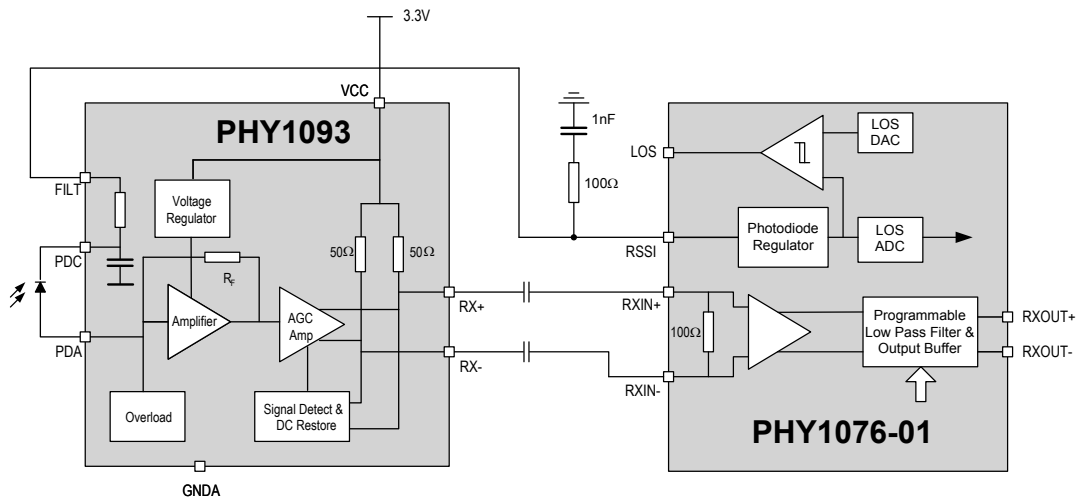 3.3V
VCC
PHY1093
FILT
Voltage
Regulator
PDC
R_F
50Ω
50Ω
Amplifier
AGC
Amp
PDA
Overload
Signal Detect &
DC Restore
GNDA
RX+
RX-
1nF
100Ω
LOS
LOS
DAC
RSSI
Photodiode
Regulator
LOS
ADC
RXIN+
100Ω
RXIN-
Programmable
Low Pass Filter &
Output Buffer
RXOUT+
RXOUT-
PHY1076-01